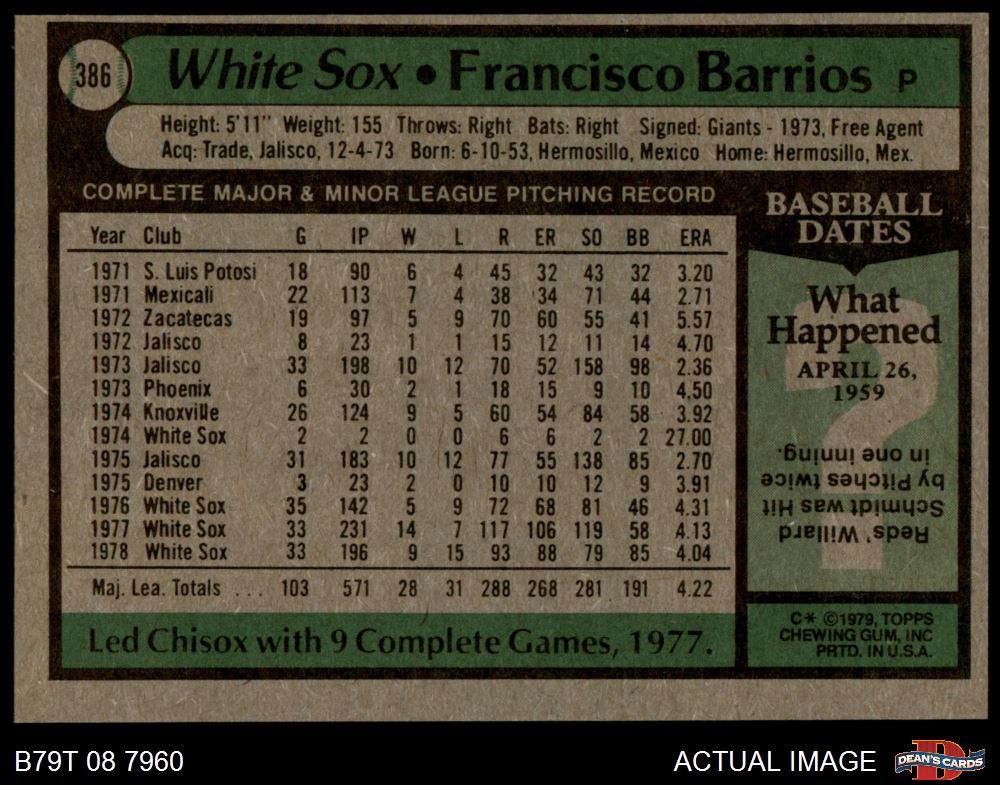 386
White Sox • Francisco Barrios P
Height: 5'11" Weight: 155 Throws: Right Bats: Right Signed: Giants - 1973, Free Agent
Acq: Trade, Jalisco, 12-4-73 Born: 6-10-53, Hermosillo, Mexico Home: Hermosillo, Mex.
COMPLETE MAJOR & MINOR LEAGUE PITCHING RECORD
Year Club G IP W L R ER SO BB ERA
1971 S. Luis Potosi 18 90 6 4 45 32 43 32 3.20
1971 Mexicali 22 113 7 4 38 34 71 44 2.71
1972 Zacatecas 19 97 5 9 70 60 55 41 5.57
1972 Jalisco 8 23 1 1 15 12 11 14 4.70
1973 Jalisco 33 198 10 12 70 52 158 98 2.36
1973 Phoenix 6 30 2 1 18 15 9 10 4.50
1974 Knoxville 26 124 9 5 60 54 84 58 3.92
1974 White Sox 2 2 0 0 6 6 2 2 27.00
1975 Jalisco 31 183 10 12 77 55 138 85 2.70
1975 Denver 3 23 2 0 10 10 12 9 3.91
1976 White Sox 35 142 5 9 72 68 81 46 4.31
1977 White Sox 33 231 14 7 117 106 119 58 4.13
1978 White Sox 33 196 9 15 93 88 79 85 4.04
Maj. Lea. Totals ... 103 571 28 31 288 268 281 191 4.22
Led Chisox with 9 Complete Games, 1977.
BASEBALL
DATES
What
Happened
APRIL 26,
1959
?
Reds' Willard
Schmidt was Hit
by Pitches twice
in one inning.
C* ©1979, TOPPS
CHEWING GUM, INC
PRTD. IN U.S.A.
B79T 08 7960
ACTUAL IMAGE
DEAN'S CARDS